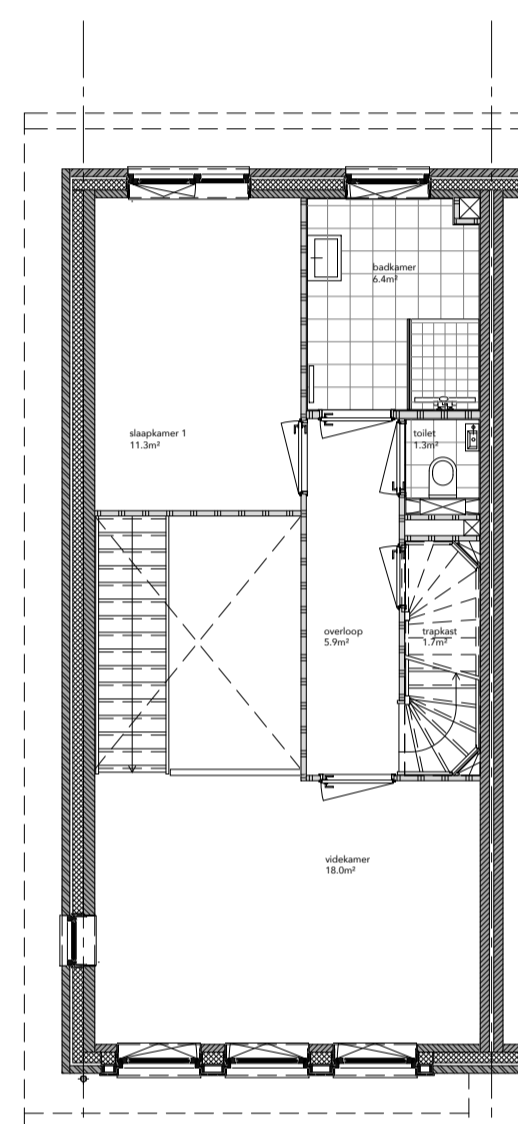 badkamer
6.4m²
slaapkamer 1
11.3m²
toilet
1.3m²
overloop
5.9m²
trapkast
1.7m²
videkamer
18.0m²